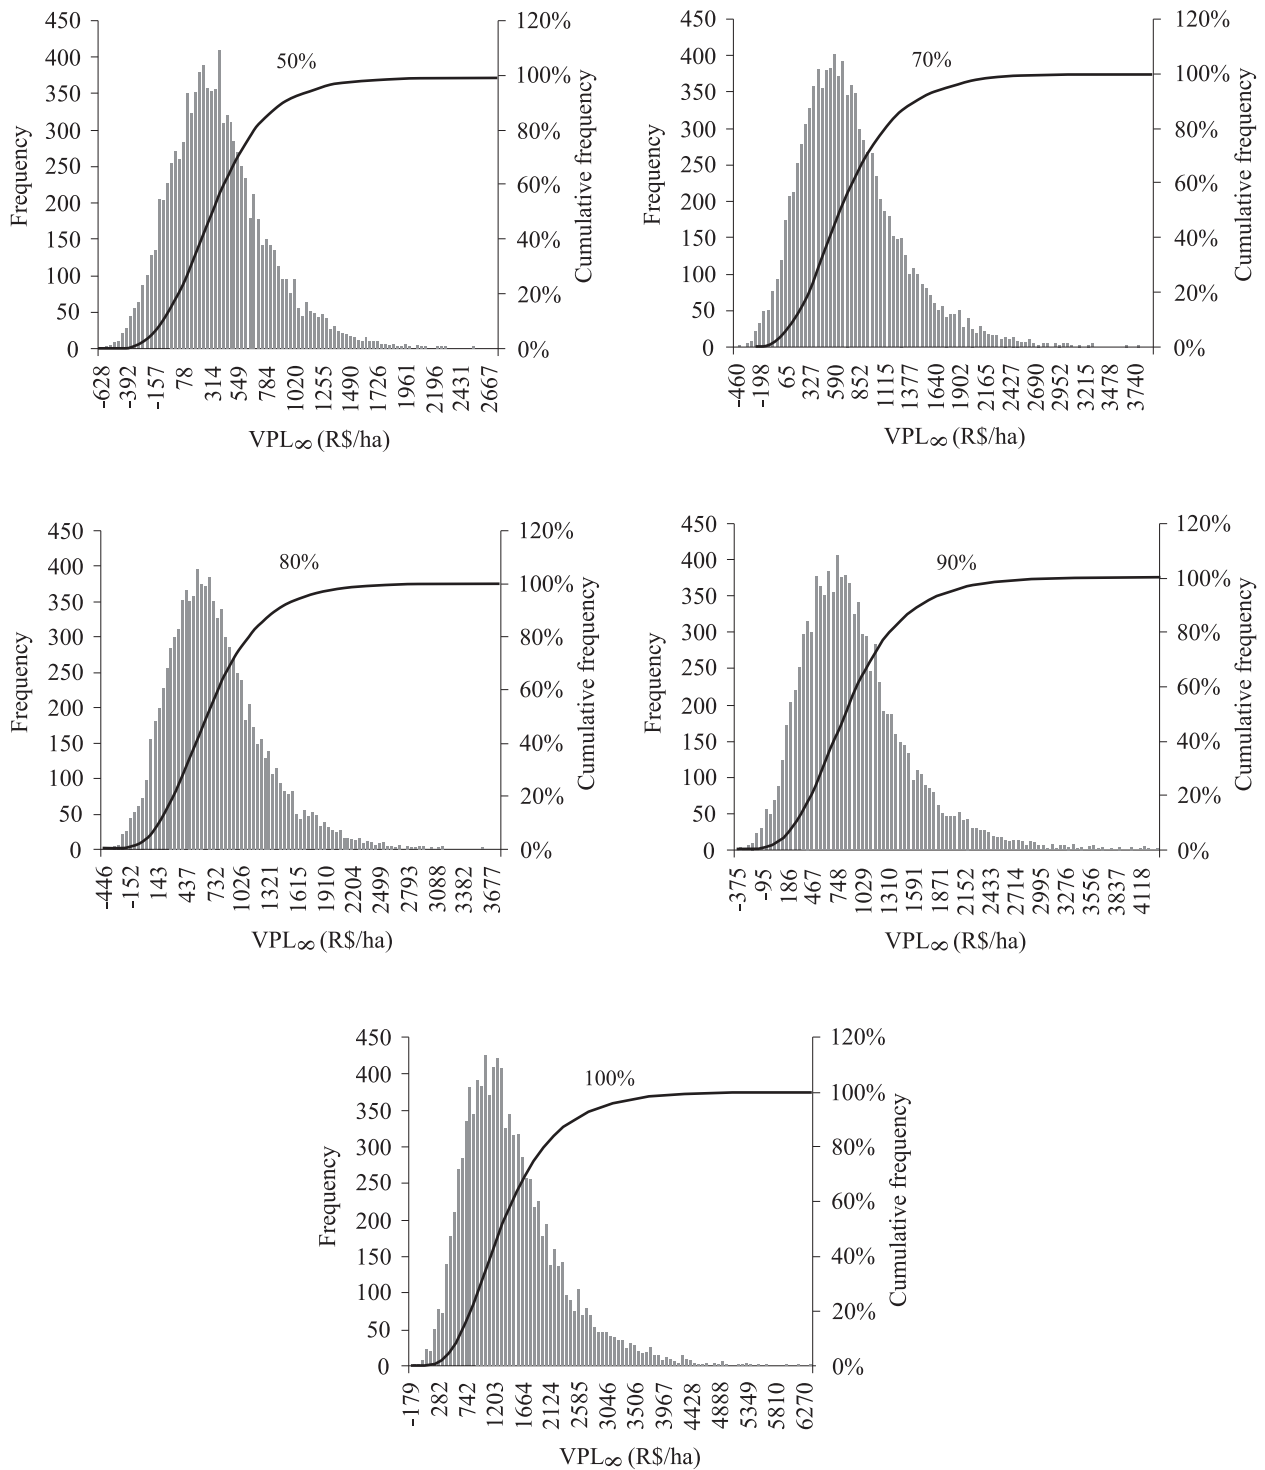 450 120%
400 50% 100%
350
300 80%
250 60%
200
150 40%
100 20%
50
0 0%
Frequency
Cumulative frequency
-628 -392 -157 78 314 549 784 1020 1255 1490 1726 1961 2196 2431 2667
VPL∞ (R$/ha)
450 120%
400 70% 100%
350
300 80%
250 60%
200
150 40%
100 20%
50
0 0%
Frequency
Cumulative frequency
-460 -198 65 327 590 852 1115 1377 1640 1902 2165 2427 2690 2952 3215 3478 3740
VPL∞ (R$/ha)
450 120%
400 80% 100%
350
300 80%
250 60%
200
150 40%
100 20%
50
0 0%
Frequency
Cumulative frequency
-446 -152 143 437 732 1026 1321 1615 1910 2204 2499 2793 3088 3382 3677
VPL∞ (R$/ha)
450 120%
400 90% 100%
350
300 80%
250 60%
200
150 40%
100 20%
50
0 0%
Frequency
Cumulative frequency
-375 -95 186 467 748 1029 1310 1591 1871 2152 2433 2714 2995 3276 3556 3837 4118
VPL∞ (R$/ha)
450 120%
400 100% 100%
350
300 80%
250 60%
200
150 40%
100 20%
50
0 0%
Frequency
Cumulative frequency
-179 282 742 1203 1664 2124 2585 3046 3506 3967 4428 4888 5349 5810 6270
VPL∞ (R$/ha)